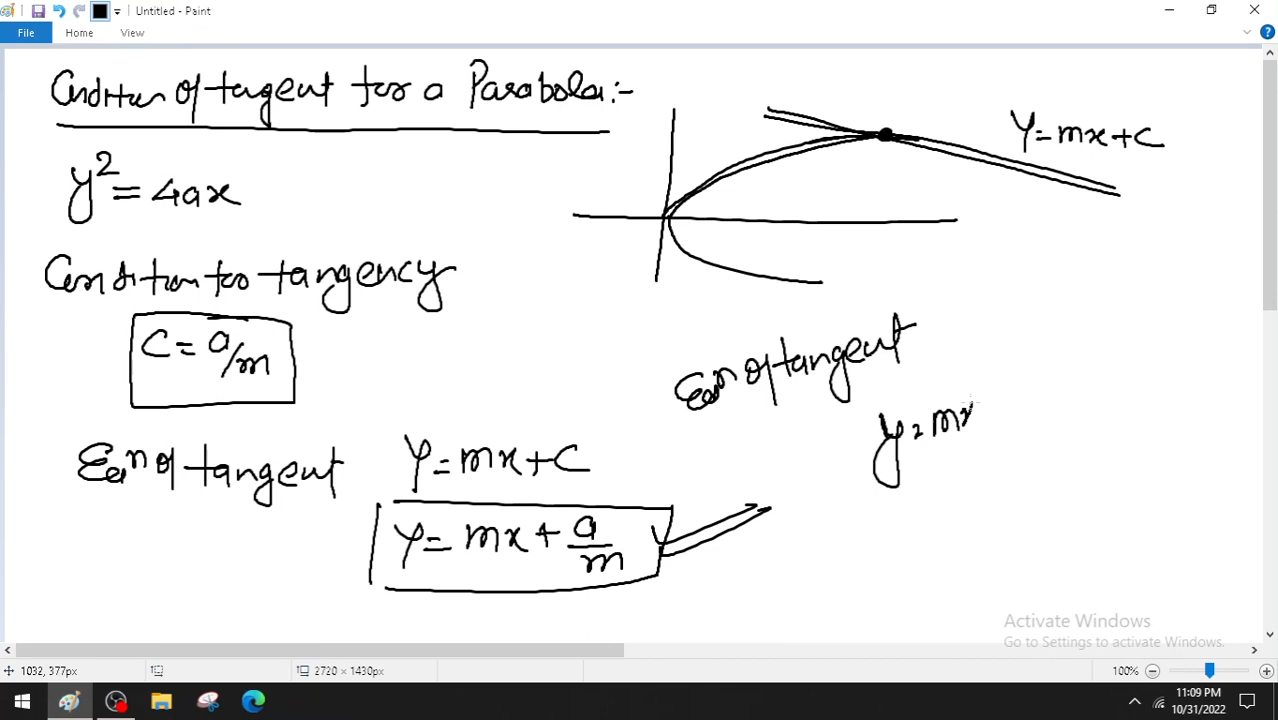 Untitled - Paint
File Home View
Condition of tangent for a Parabola:-
Y=mx+c
y²=4ax
Condition for tangency
C=a/m
Eqn of tangent
y=mx
Eqn of tangent Y=mx+c
Y=mx+a/m
Activate Windows
Go to Settings to activate Windows.
1032, 377px 2720 × 1430px 100%
11:09 PM
10/31/2022